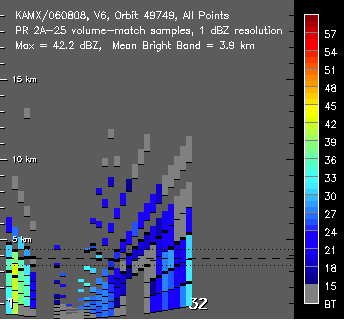 KAMX/060808, V6, Orbit 49749, All Points
PR 2A-25 volume-match samples, 1 dBZ resolution
Max = 42.2 dBZ, Mean Bright Band = 3.9 km
15 km
10 km
5 km
1
32
57
54
51
48
45
42
39
36
33
30
27
24
21
18
15
BT